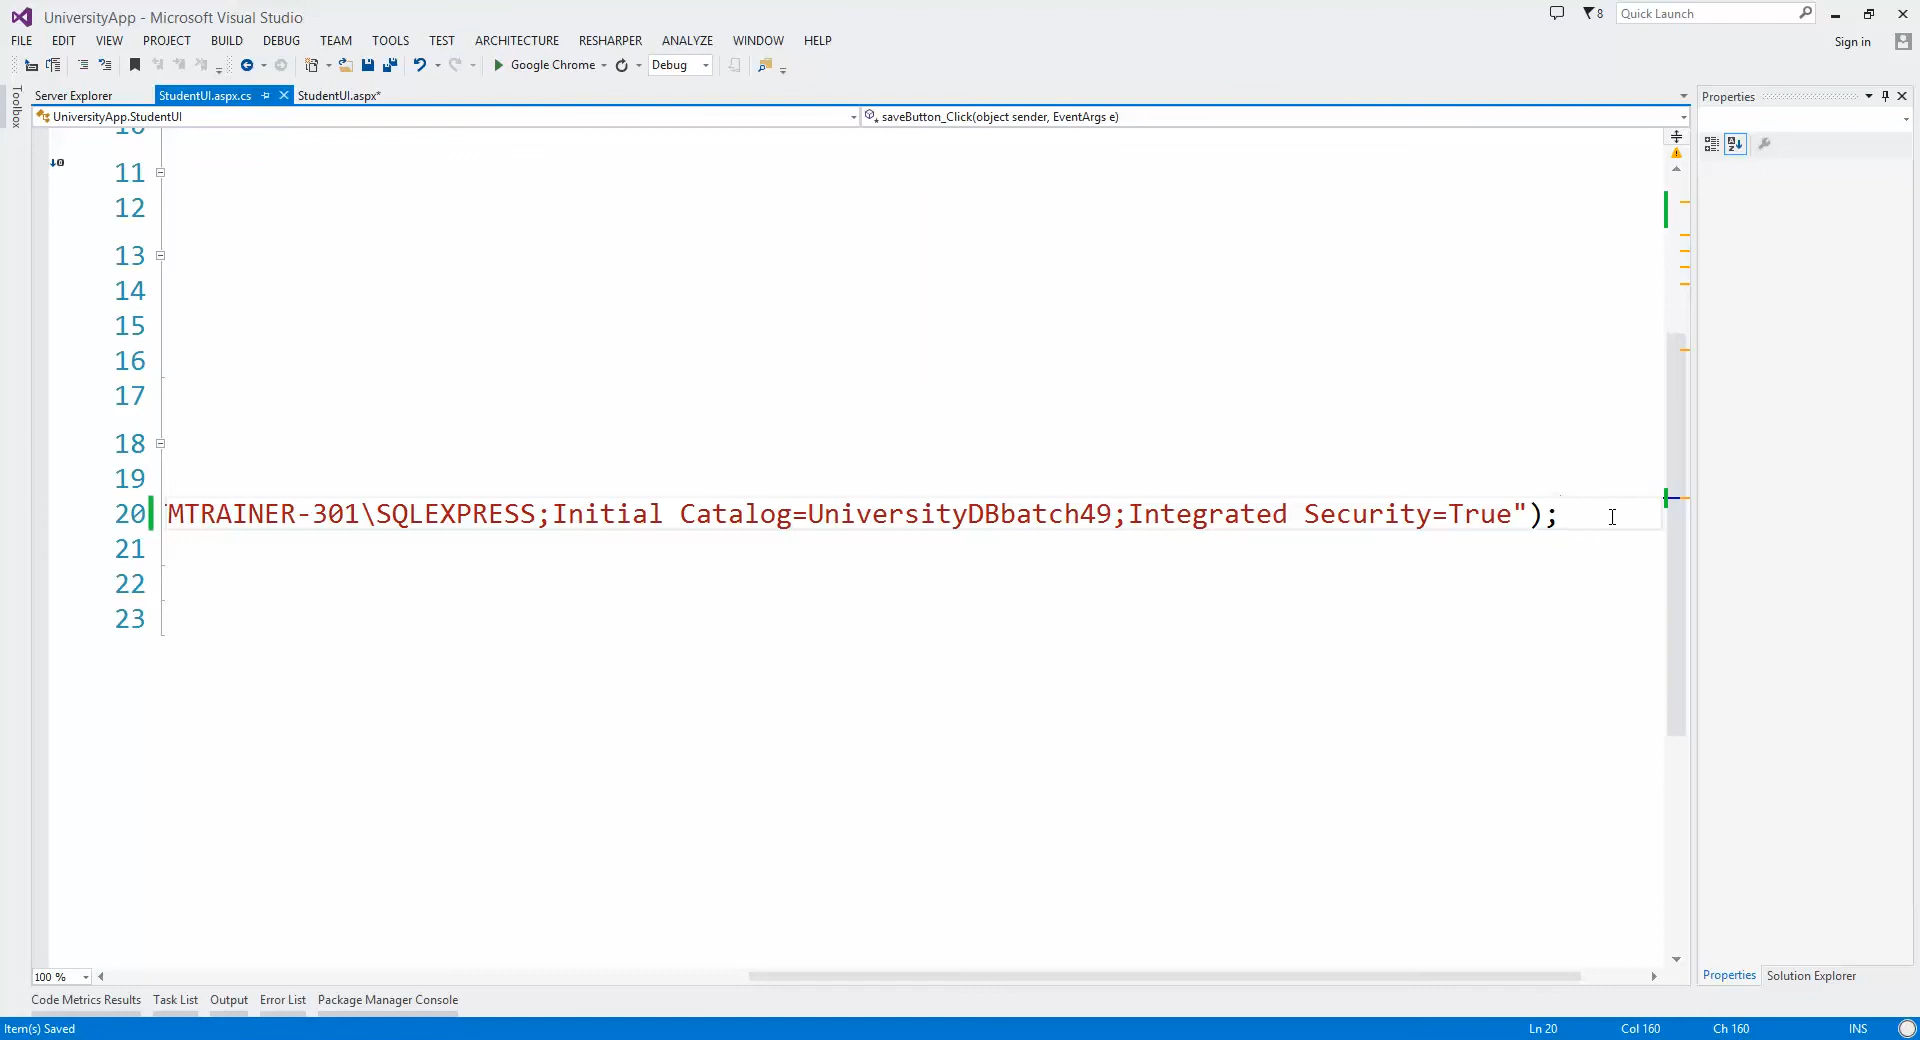 UniversityApp - Microsoft Visual Studio
8
Quick Launch
FILE EDIT VIEW PROJECT BUILD DEBUG TEAM TOOLS TEST ARCHITECTURE RESHARPER ANALYZE WINDOW HELP
Sign in
Google Chrome
Debug
Toolbox
Server Explorer
StudentUI.aspx.cs
StudentUI.aspx*
Properties
UniversityApp.StudentUI
saveButton_Click(object sender, EventArgs e)
10
11
12
13
14
15
16
17
18
19
20 MTRAINER-301\SQLEXPRESS;Initial Catalog=UniversityDBbatch49;Integrated Security=True");
21
22
23
100 %
Properties Solution Explorer
Code Metrics Results Task List Output Error List Package Manager Console
Item(s) Saved
Ln 20 Col 160 Ch 160 INS